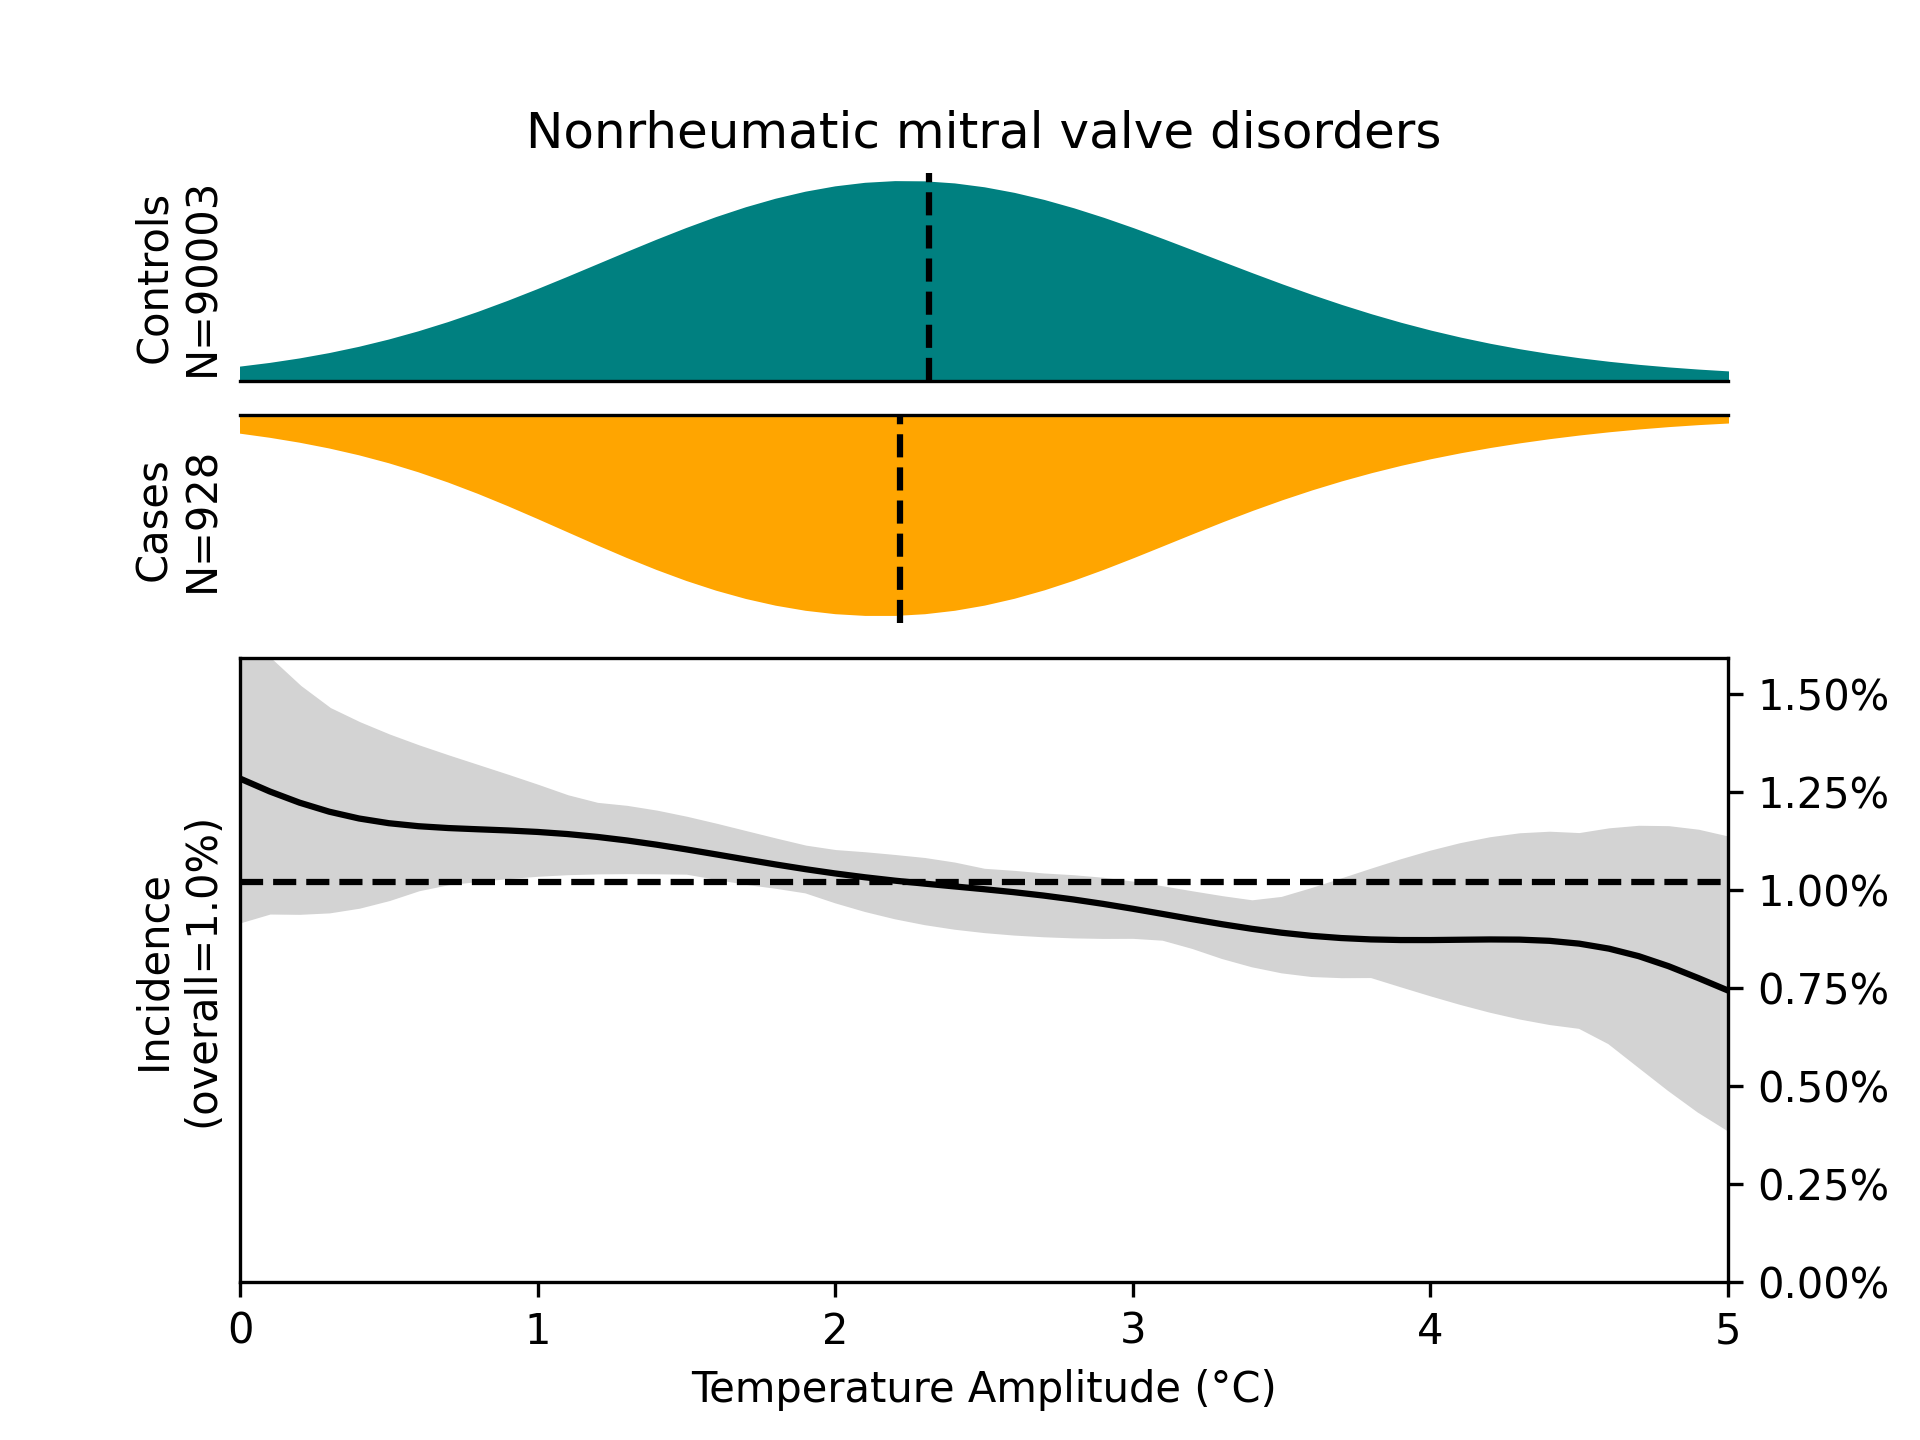 Nonrheumatic mitral valve disorders
Controls
N=90003
Cases
N=928
Incidence
(overall=1.0%)
1.50%
1.25%
1.00%
0.75%
0.50%
0.25%
0.00%
0 1 2 3 4 5
Temperature Amplitude (°C)